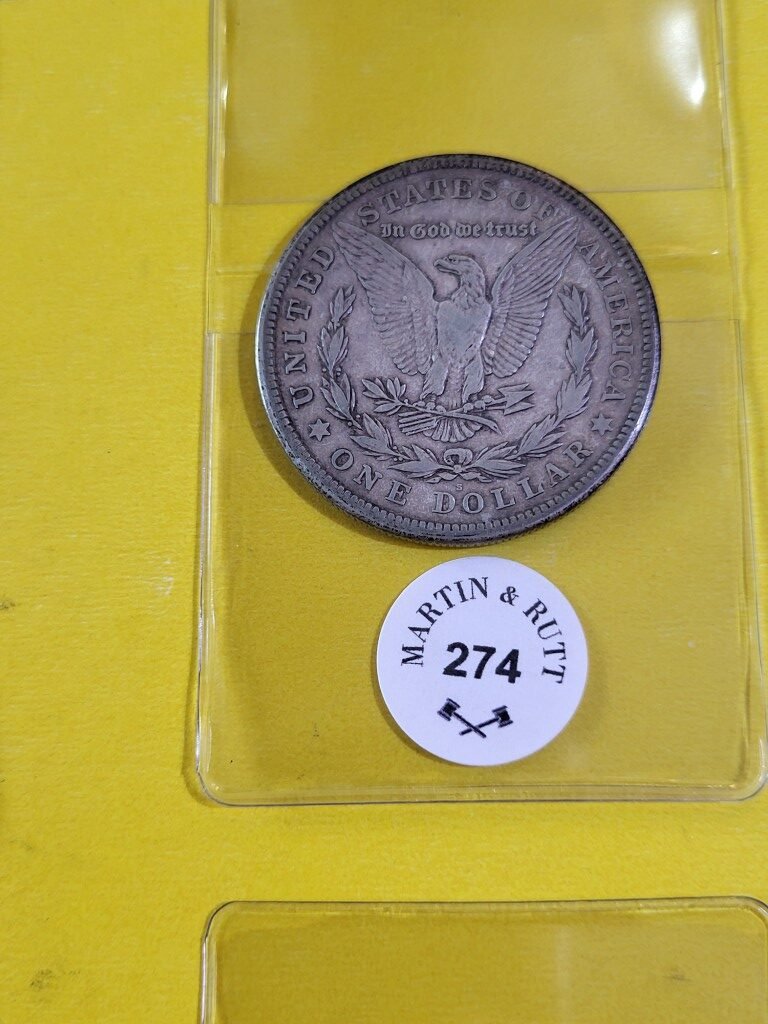 UNITED STATES OF AMERICA
In God we trust
ONE DOLLAR
S
MARTIN & RUTT
274